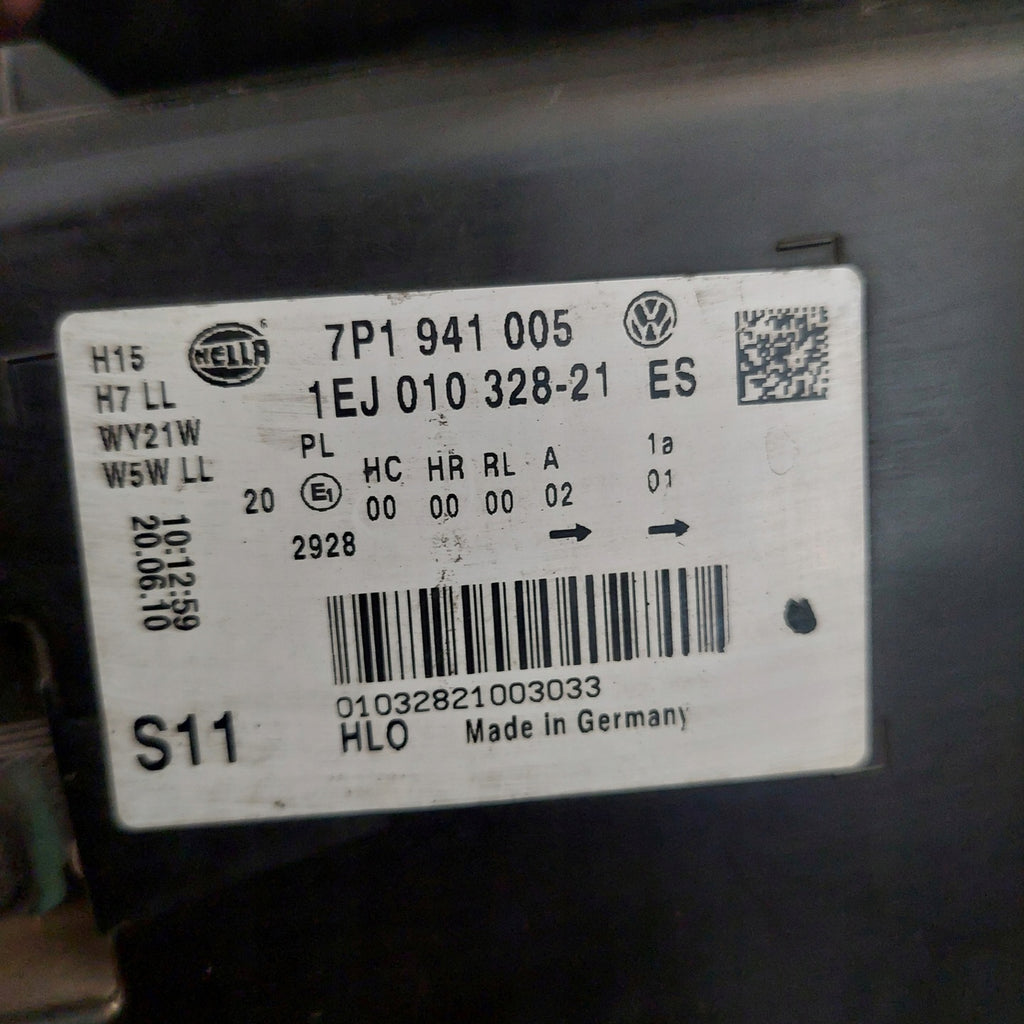 H15
H7 LL
WY21W
W5W LL
HELLA
7P1 941 005
1EJ 010 328-21 ES
PL
HC HR RL A 1a
20 E1 00 00 00 02 01
2928
10:12:59
20.06.10
01032821003033
HLO Made in Germany
S11